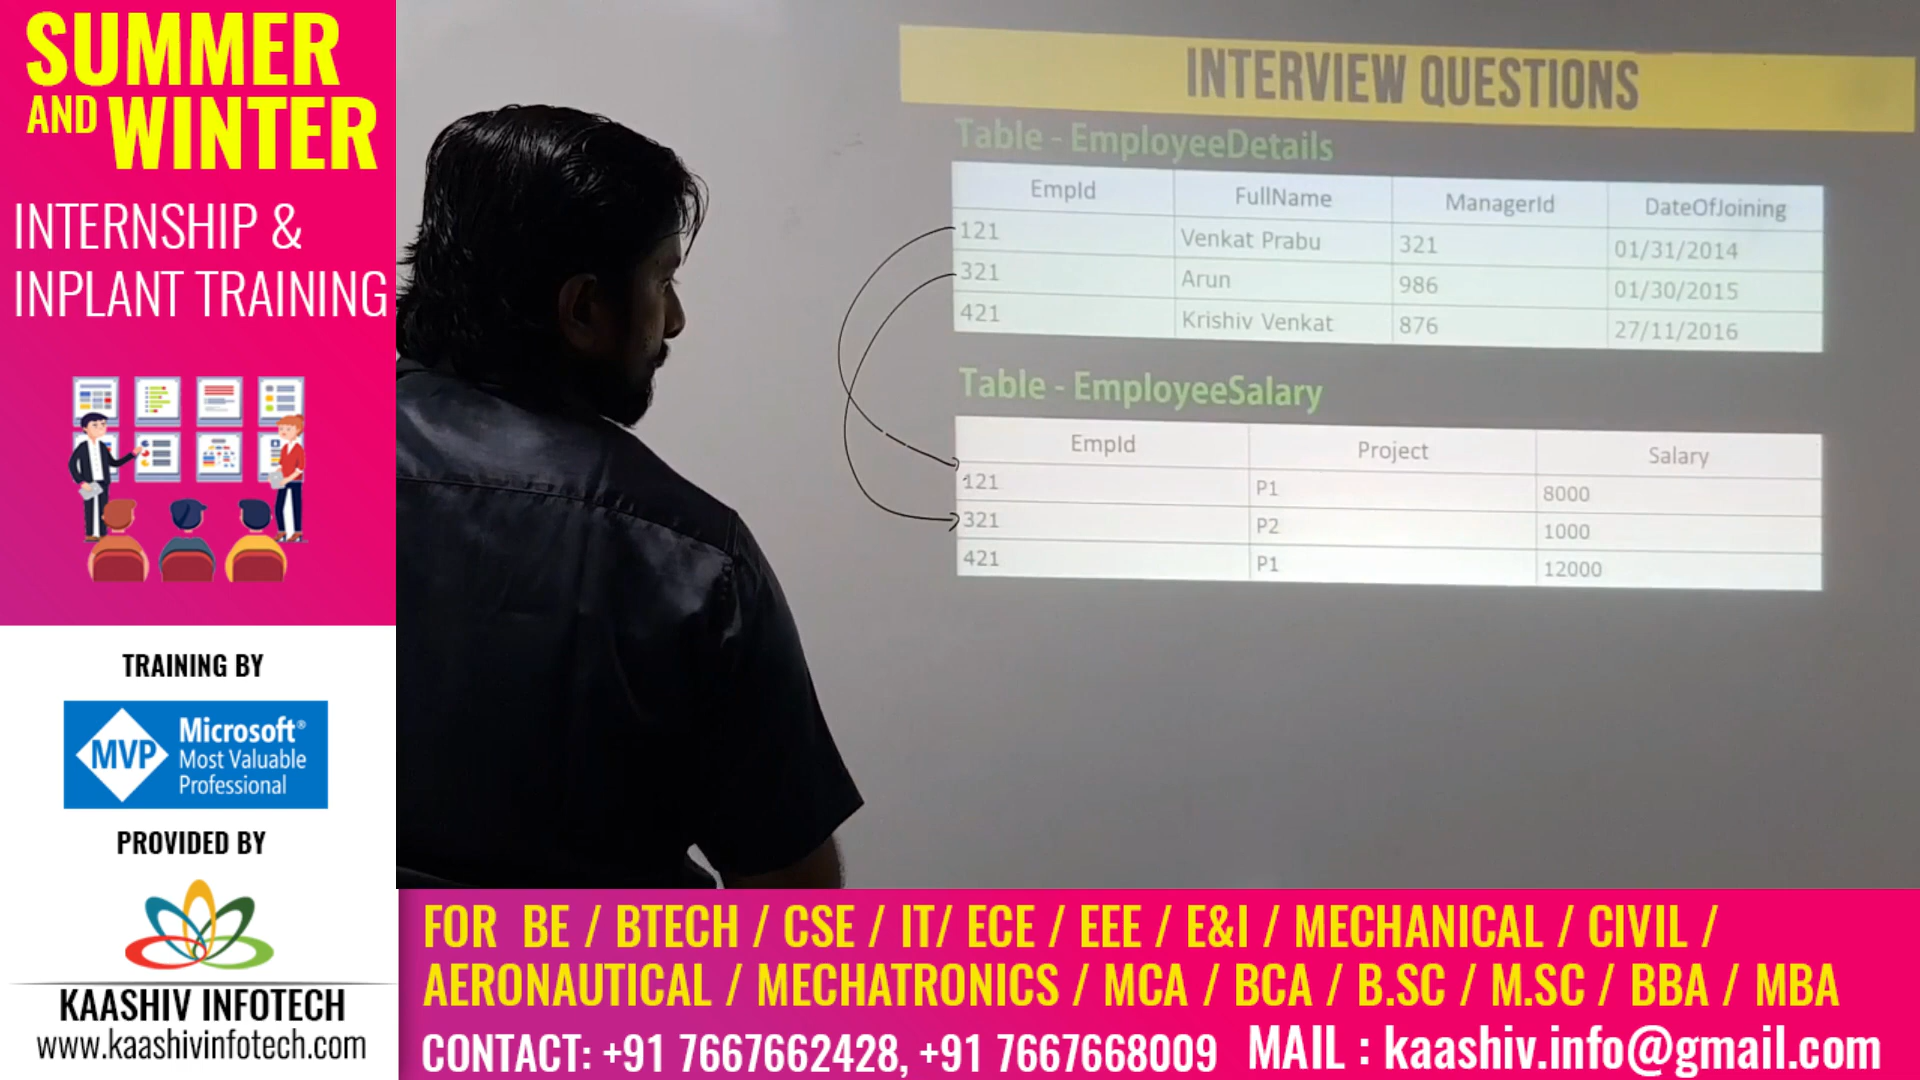 SUMMER
AND WINTER
INTERNSHIP &
INPLANT TRAINING
TRAINING BY
MVP
Microsoft®
Most Valuable
Professional
PROVIDED BY
KAASHIV INFOTECH
www.kaashivinfotech.com
INTERVIEW QUESTIONS
Table - EmployeeDetails
EmpId FullName ManagerId DateOfJoining
121 Venkat Prabu 321 01/31/2014
321 Arun 986 01/30/2015
421 Krishiv Venkat 876 27/11/2016
Table - EmployeeSalary
EmpId Project Salary
121 P1 8000
321 P2 1000
421 P1 12000
FOR BE / BTECH / CSE / IT/ ECE / EEE / E&I / MECHANICAL / CIVIL /
AERONAUTICAL / MECHATRONICS / MCA / BCA / B.SC / M.SC / BBA / MBA
CONTACT: +91 7667662428, +91 7667668009 MAIL : kaashiv.info@gmail.com